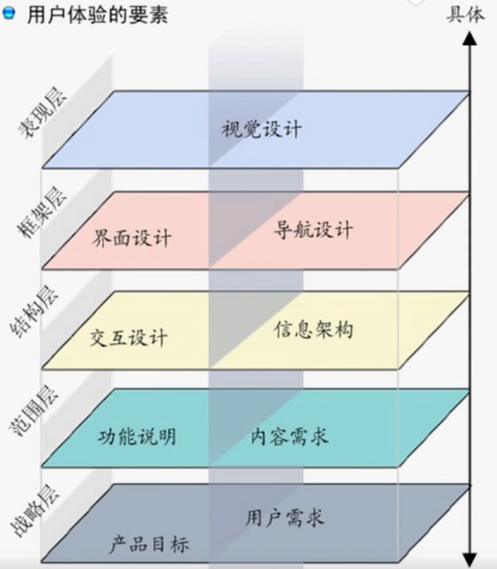 用户体验的要素
具体
表现层
视觉设计
框架层
界面设计
导航设计
结构层
交互设计
信息架构
范围层
功能说明
内容需求
战略层
用户需求
产品目标